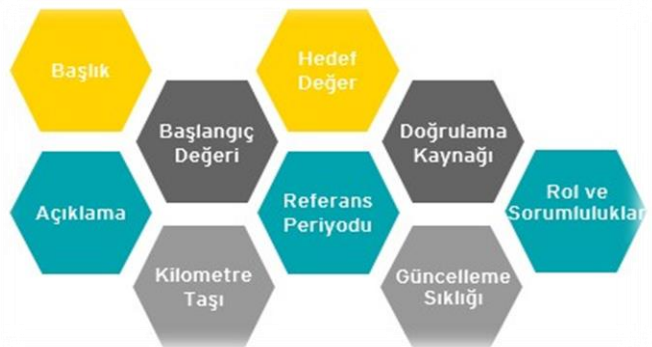 Başlık
Hedef
Değer
Başlangıç
Değeri
Doğrulama
Kaynağı
Açıklama
Referans
Periyodu
Rol ve
Sorumluluklar
Kilometre
Taşı
Güncelleme
Sıklığı